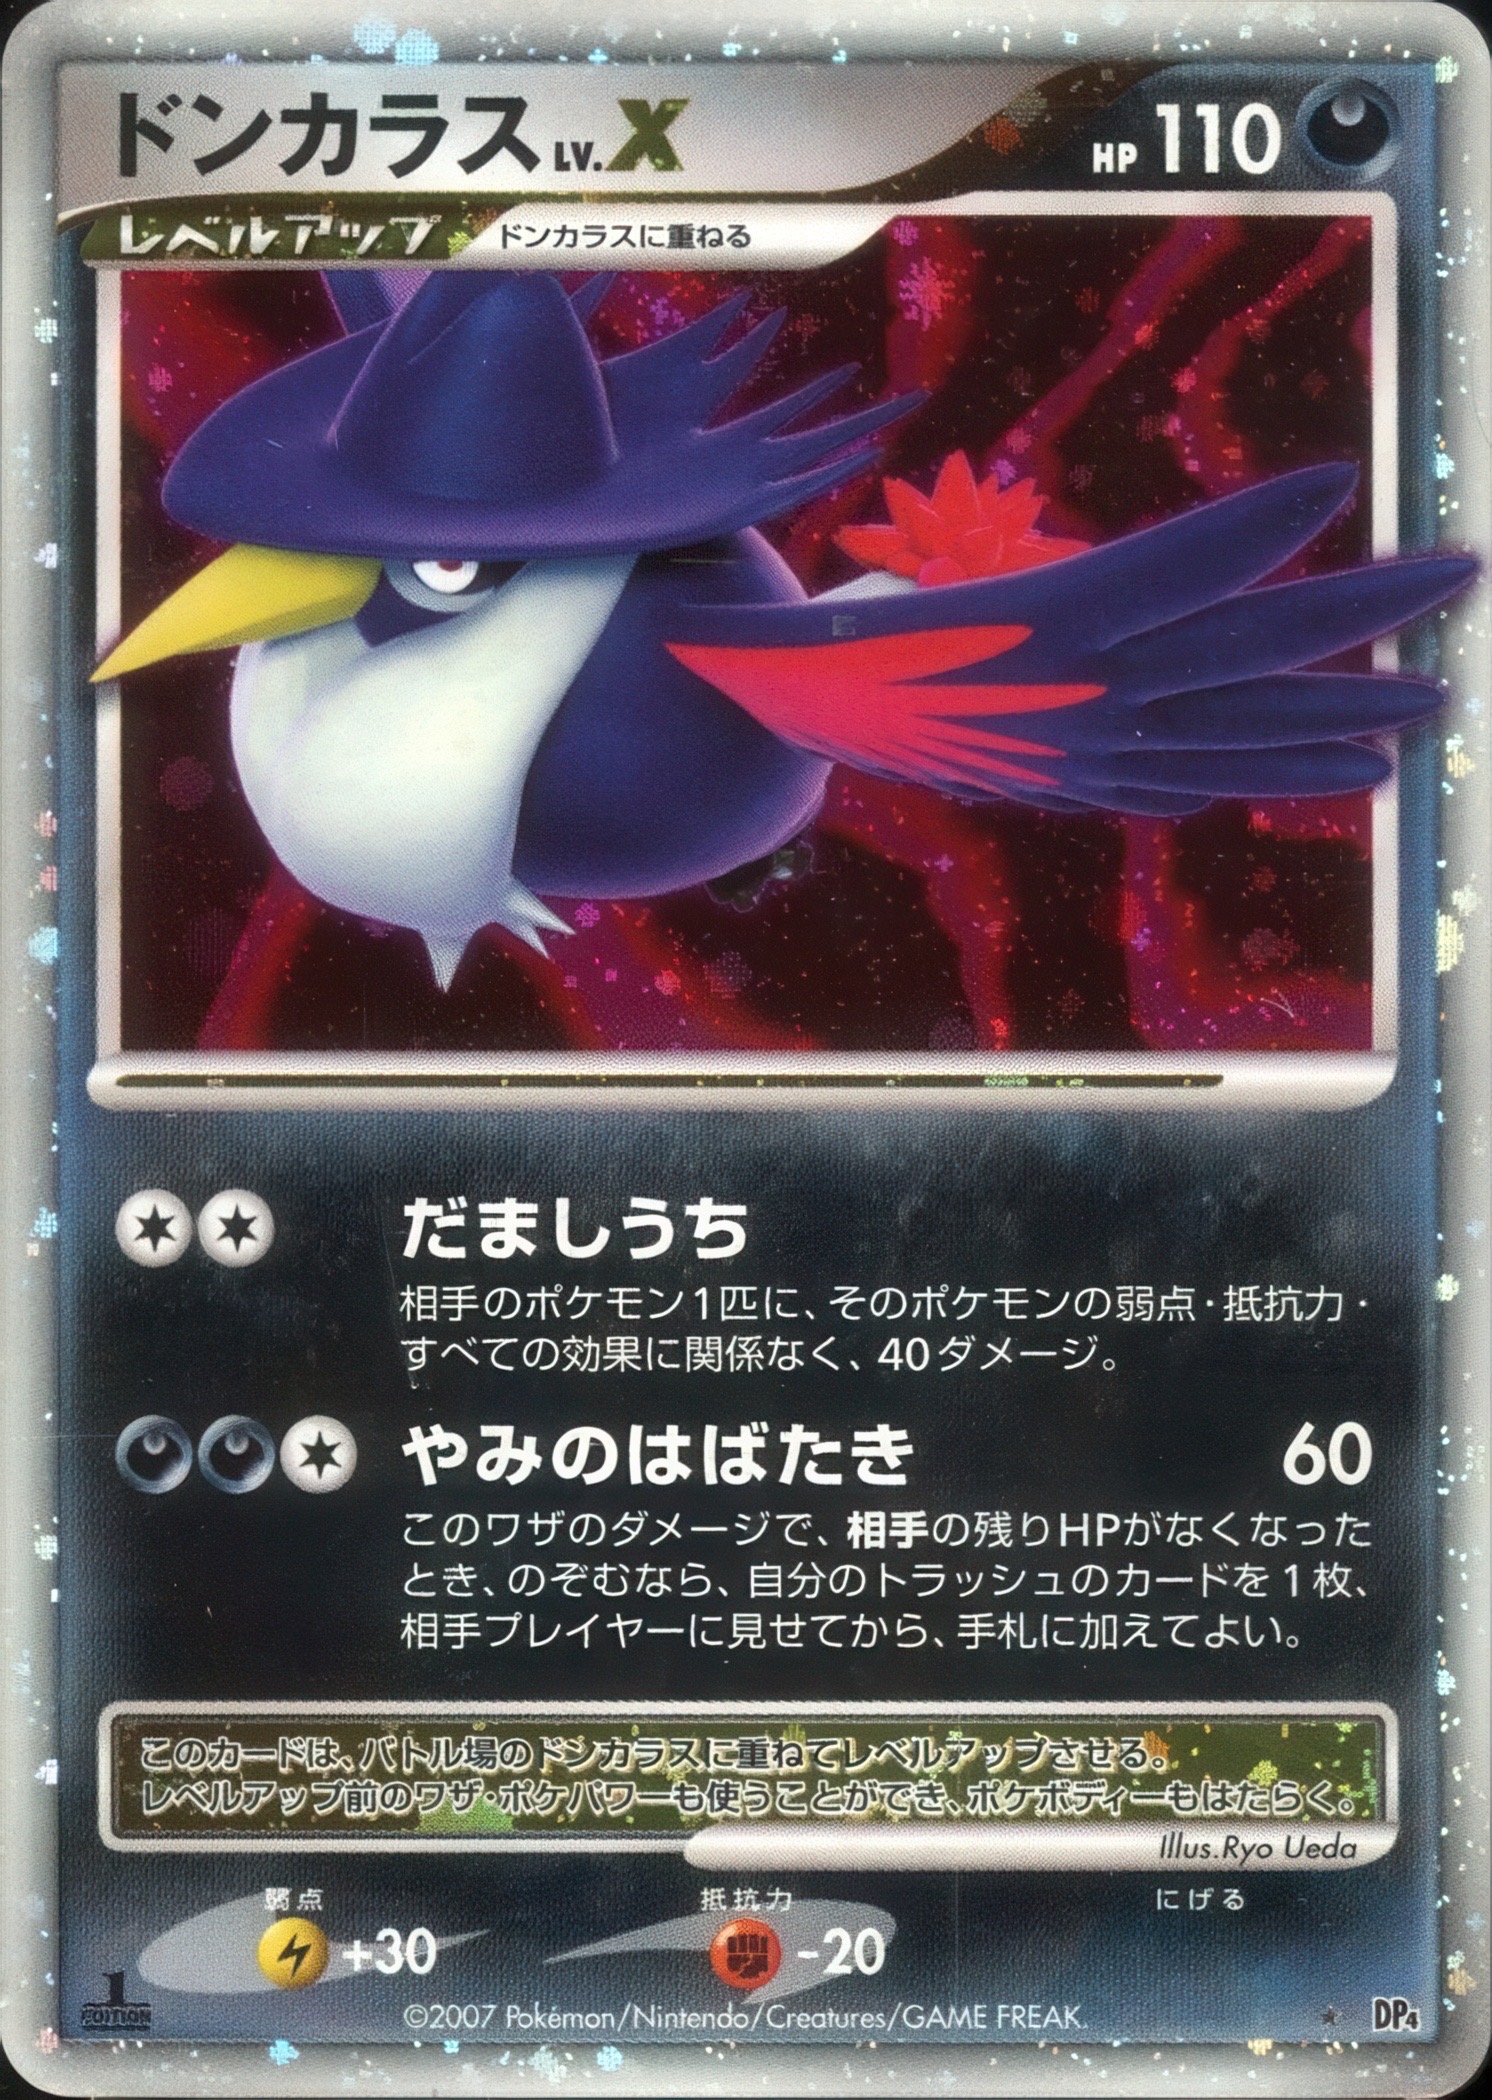 ドンカラス LV.X HP 110
レベルアップ ドンカラスに重ねる
だましうち
相手のポケモン1匹に、そのポケモンの弱点・抵抗力・
すべての効果に関係なく、40ダメージ。
やみのはばたき 60
このワザのダメージで、相手の残りHPがなくなった
とき、のぞむなら、自分のトラッシュのカードを1枚、
相手プレイヤーに見せてから、手札に加えてよい。
このカードは、バトル場のドンカラスに重ねてレベルアップさせる。
レベルアップ前のワザ・ポケパワーも使うことができ、ポケボディーもはたらく。
Illus.Ryo Ueda
弱点 抵抗力 にげる
+30 -20
1
EDITION
©2007 Pokémon/Nintendo/Creatures/GAME FREAK.
★ DP4